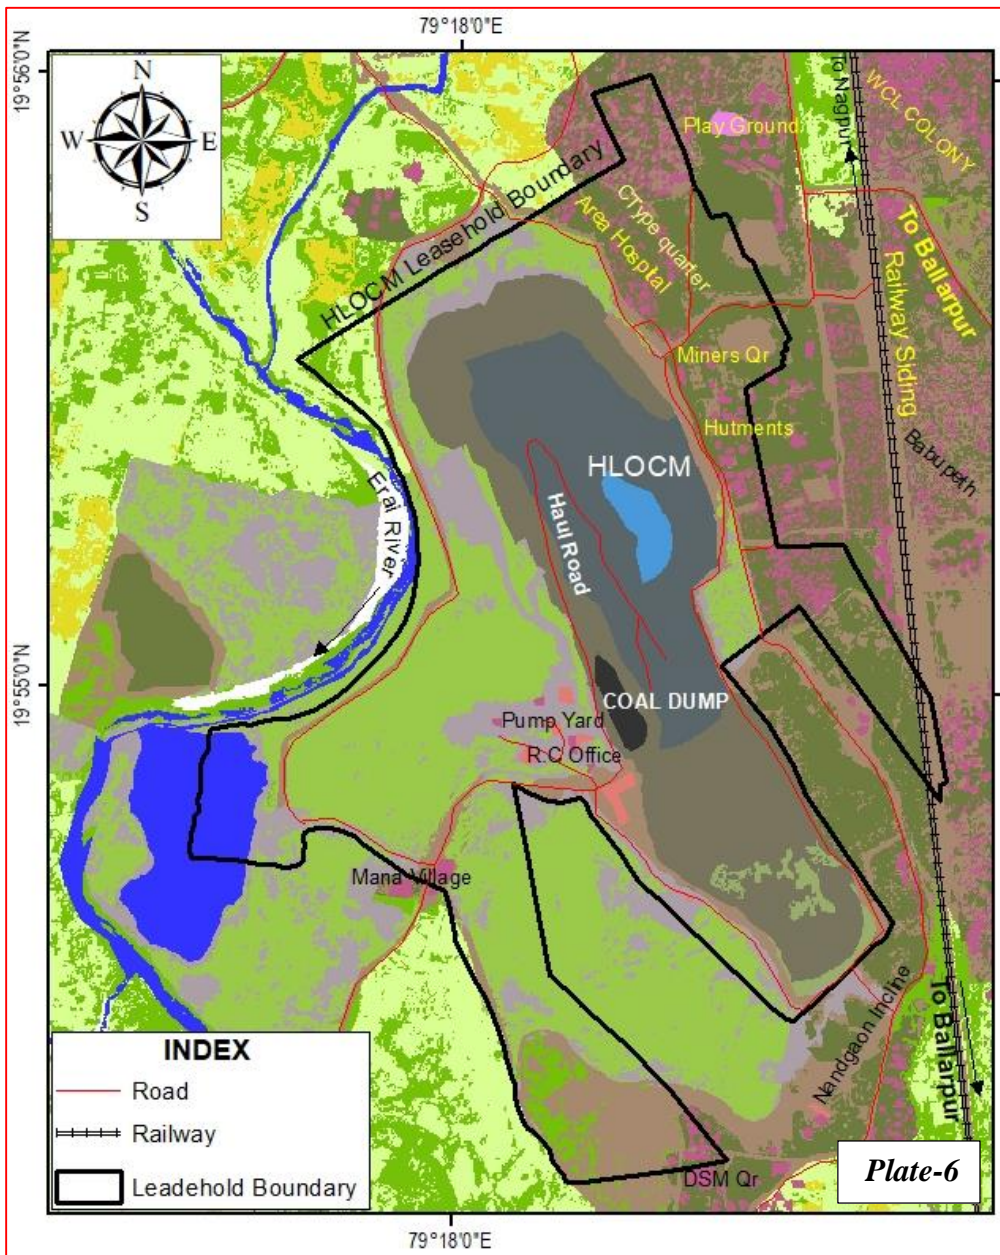 79°18'0"E
19°56'0"N
N
W
E
S
To Nagpur
WCL COLONY
Play Ground
HLOCM Leasehold Boundary
CType quarter
Area Hospital
To Ballarpur
Railway Siding
Miners Qr
Hutments
Babupeth
HLOCM
Erai River
Haul Road
19°55'0"N
COAL DUMP
Pump Yard
R.C Office
Mana Village
Nandgaon Incline
To Ballarpur
DSM Qr
INDEX
Road
Railway
Leadehold Boundary
Plate-6
79°18'0"E